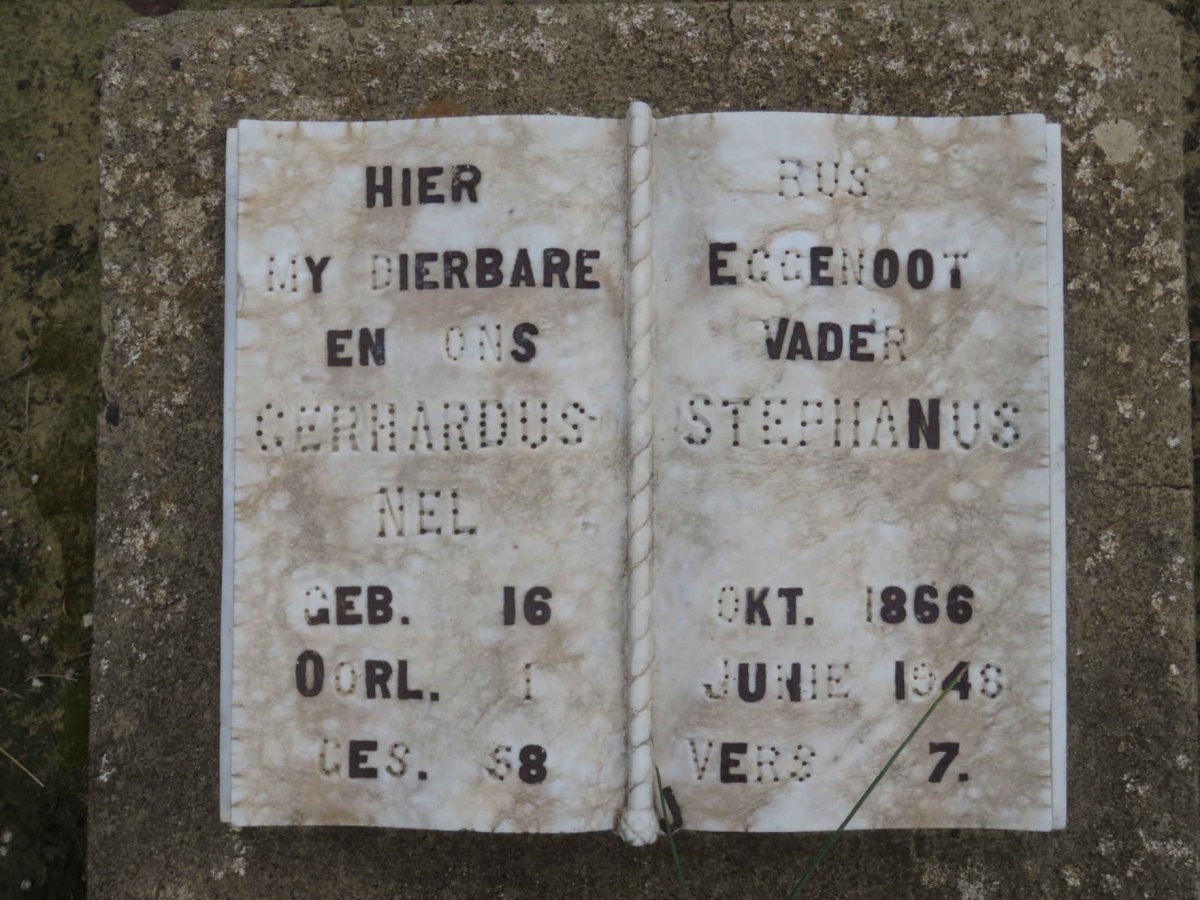 HIER RUS
MY DIERBARE EGGENOOT
EN ONS VADER
GERHARDUS STEPHANUS
NEL
GEB. 16 OKT. 1866
OORL. 1 JUNIE 1948
GES. 68 VERS 7.